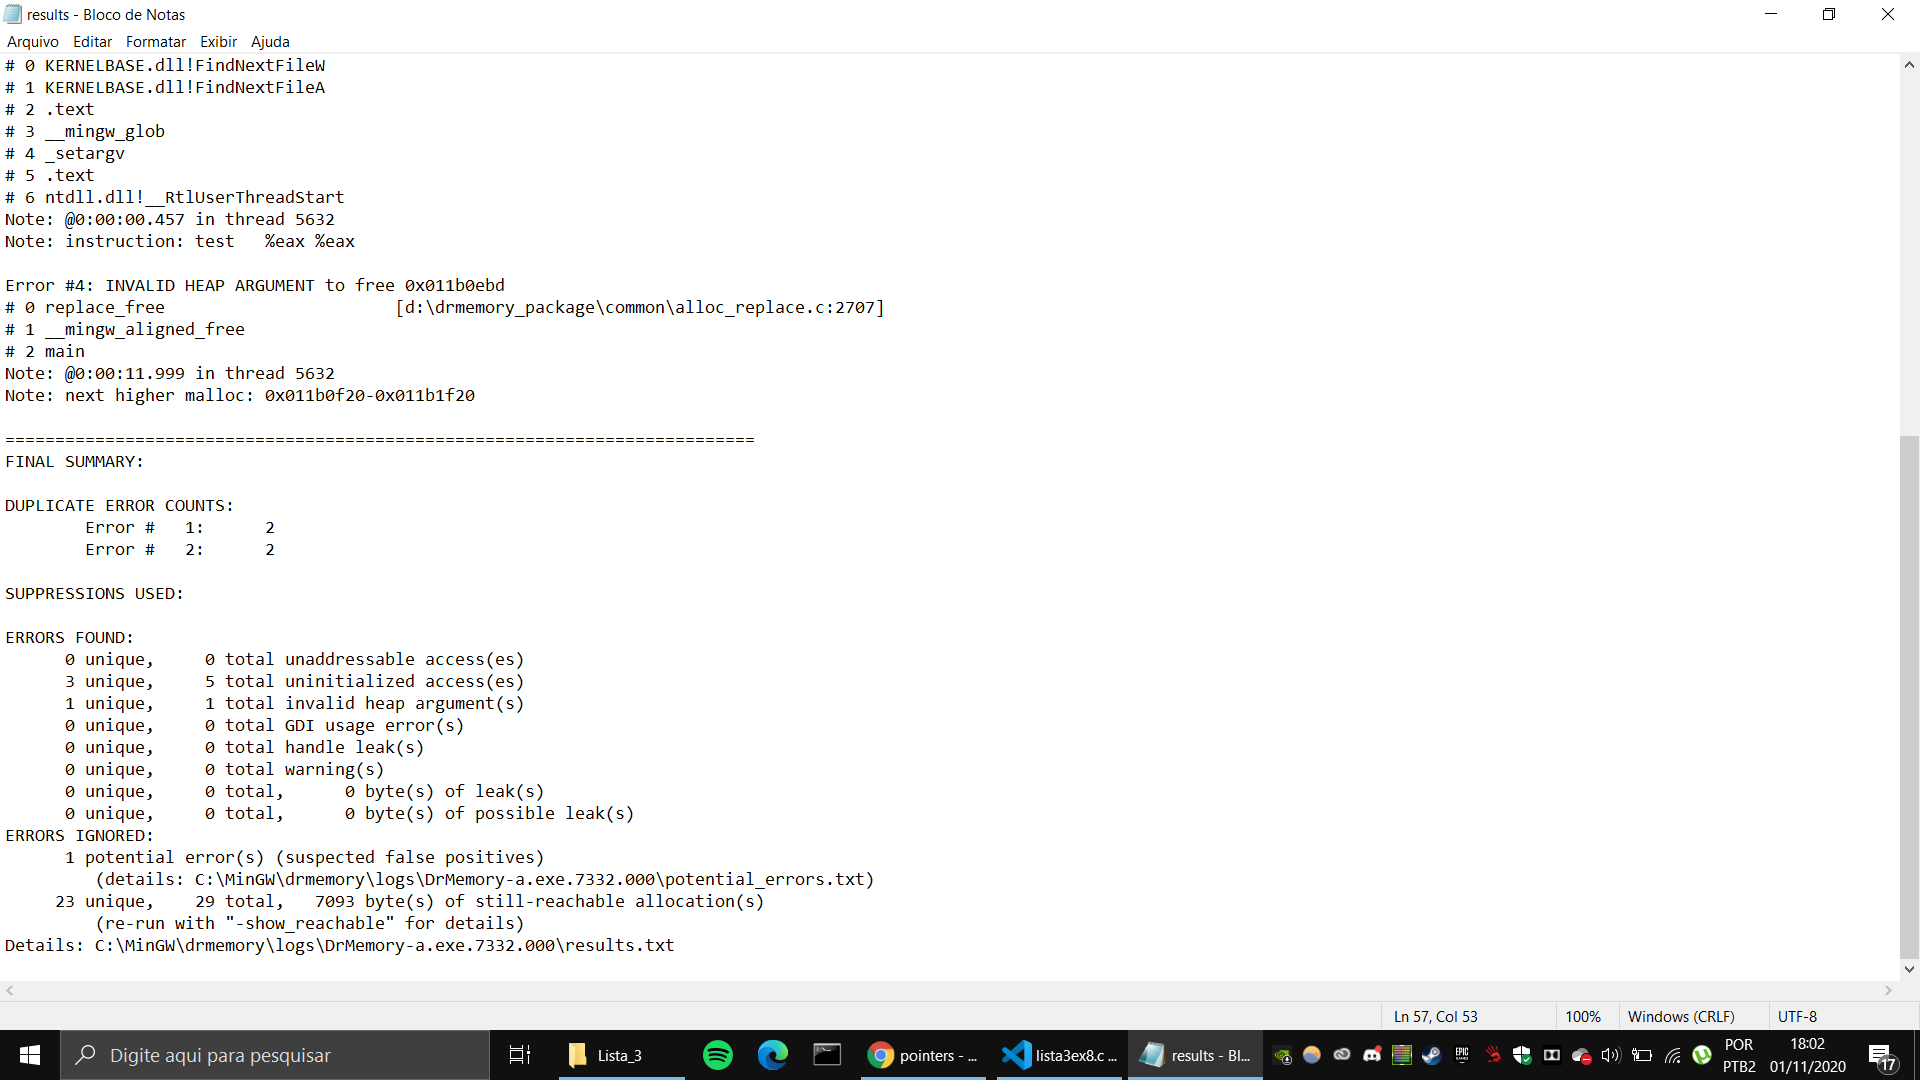 results - Bloco de Notas
Arquivo Editar Formatar Exibir Ajuda
# 0 KERNELBASE.dll!FindNextFileW
# 1 KERNELBASE.dll!FindNextFileA
# 2 .text
# 3 __mingw_glob
# 4 _setargv
# 5 .text
# 6 ntdll.dll!__RtlUserThreadStart
Note: @0:00:00.457 in thread 5632
Note: instruction: test   %eax %eax
Error #4: INVALID HEAP ARGUMENT to free 0x011b0ebd
# 0 replace_free                       [d:\drmemory_package\common\alloc_replace.c:2707]
# 1 __mingw_aligned_free
# 2 main
Note: @0:00:11.999 in thread 5632
Note: next higher malloc: 0x011b0f20-0x011b1f20
===========================================================================
FINAL SUMMARY:
DUPLICATE ERROR COUNTS:
        Error #   1:      2
        Error #   2:      2
SUPPRESSIONS USED:
ERRORS FOUND:
      0 unique,     0 total unaddressable access(es)
      3 unique,     5 total uninitialized access(es)
      1 unique,     1 total invalid heap argument(s)
      0 unique,     0 total GDI usage error(s)
      0 unique,     0 total handle leak(s)
      0 unique,     0 total warning(s)
      0 unique,     0 total,      0 byte(s) of leak(s)
      0 unique,     0 total,      0 byte(s) of possible leak(s)
ERRORS IGNORED:
      1 potential error(s) (suspected false positives)
         (details: C:\MinGW\drmemory\logs\DrMemory-a.exe.7332.000\potential_errors.txt)
     23 unique,    29 total,   7093 byte(s) of still-reachable allocation(s)
         (re-run with "-show_reachable" for details)
Details: C:\MinGW\drmemory\logs\DrMemory-a.exe.7332.000\results.txt
Ln 57, Col 53 100% Windows (CRLF) UTF-8
Digite aqui para pesquisar Lista_3 pointers - ... lista3ex8.c ... results - Bl... EPIC GAMES POR 18:02
PTB2 01/11/2020 17